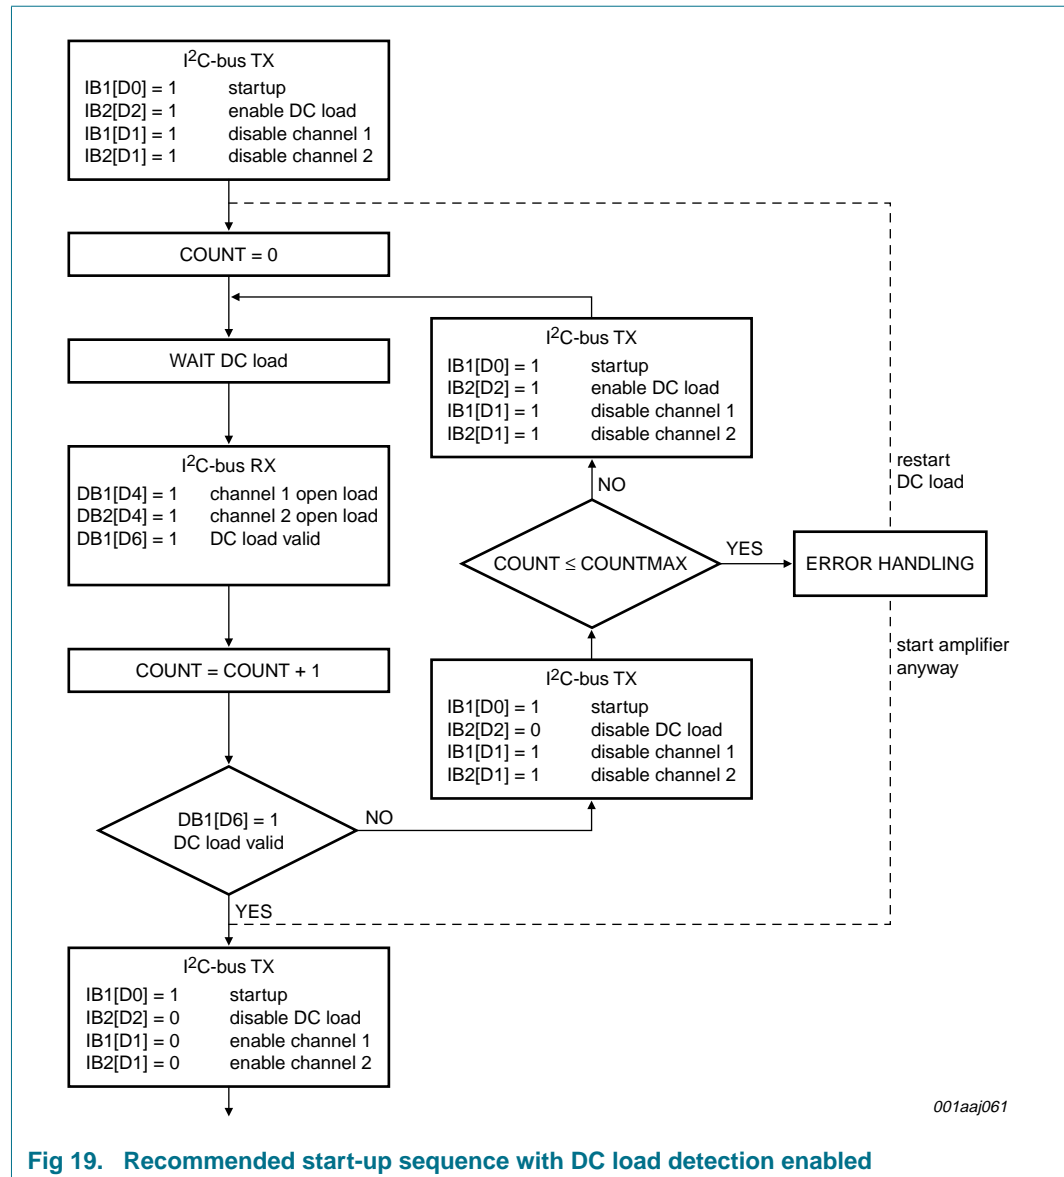 I2C-bus TX
IB1[D0] = 1 startup
IB2[D2] = 1 enable DC load
IB1[D1] = 1 disable channel 1
IB2[D1] = 1 disable channel 2
COUNT = 0
WAIT DC load
I2C-bus RX
DB1[D4] = 1 channel 1 open load
DB2[D4] = 1 channel 2 open load
DB1[D6] = 1 DC load valid
COUNT = COUNT + 1
DB1[D6] = 1
DC load valid
NO
YES
I2C-bus TX
IB1[D0] = 1 startup
IB2[D2] = 0 disable DC load
IB1[D1] = 0 enable channel 1
IB2[D1] = 0 enable channel 2
I2C-bus TX
IB1[D0] = 1 startup
IB2[D2] = 1 enable DC load
IB1[D1] = 1 disable channel 1
IB2[D1] = 1 disable channel 2
NO
COUNT ≤ COUNTMAX
YES
I2C-bus TX
IB1[D0] = 1 startup
IB2[D2] = 0 disable DC load
IB1[D1] = 1 disable channel 1
IB2[D1] = 1 disable channel 2
restart
DC load
ERROR HANDLING
start amplifier
anyway
001aaj061
Fig 19. Recommended start-up sequence with DC load detection enabled